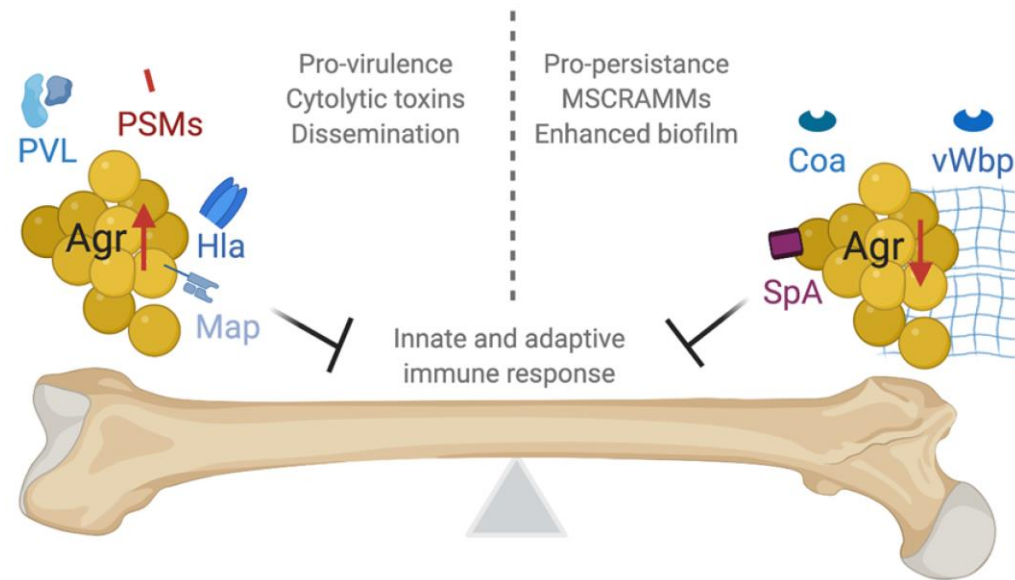 PVL
PSMs
Agr
Hla
Map
Pro-virulence
Cytolytic toxins
Dissemination
Pro-persistance
MSCRAMMs
Enhanced biofilm
Coa
vWbp
Agr
SpA
Innate and adaptive
immune response